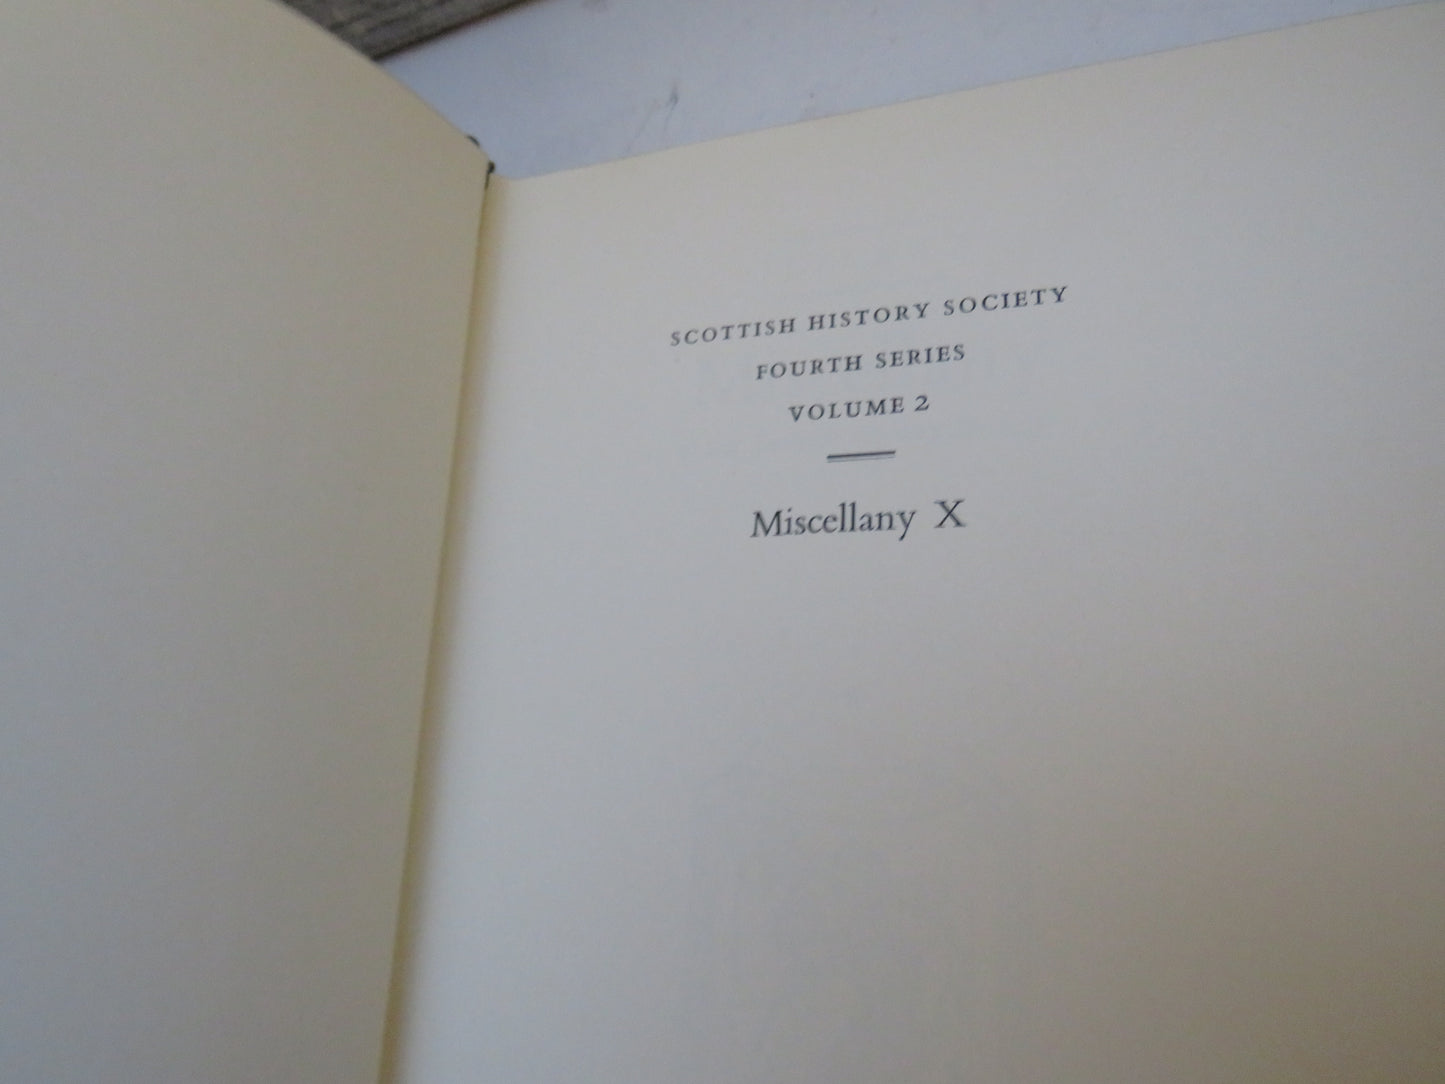 SCOTTISH HISTORY SOCIETY
FOURTH SERIES
VOLUME 2
Miscellany X